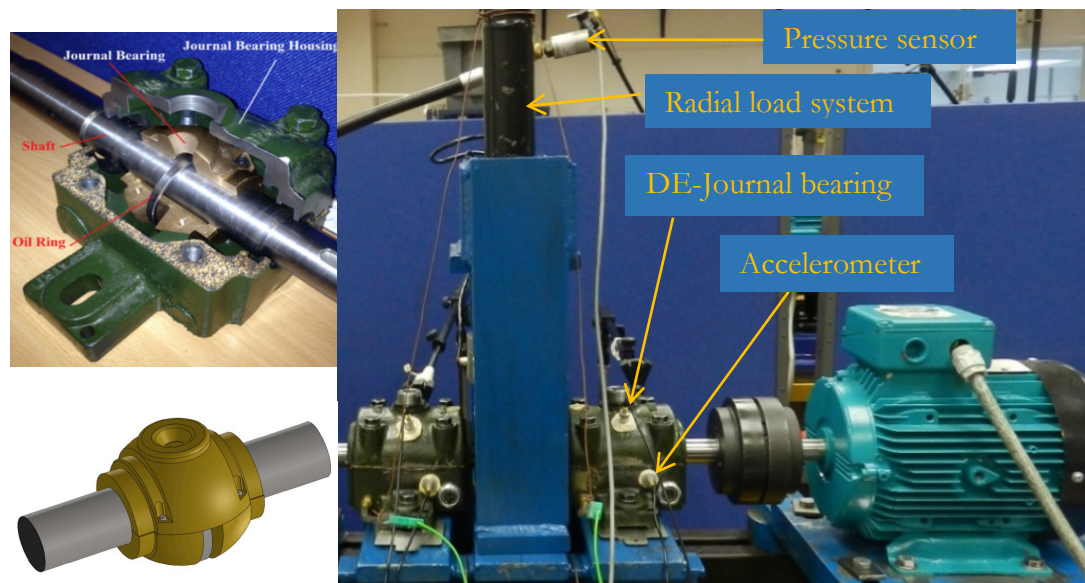 Journal Bearing
Journal Bearing Housing
Shaft
Oil Ring
Pressure sensor
Radial load system
DE-Journal bearing
Accelerometer